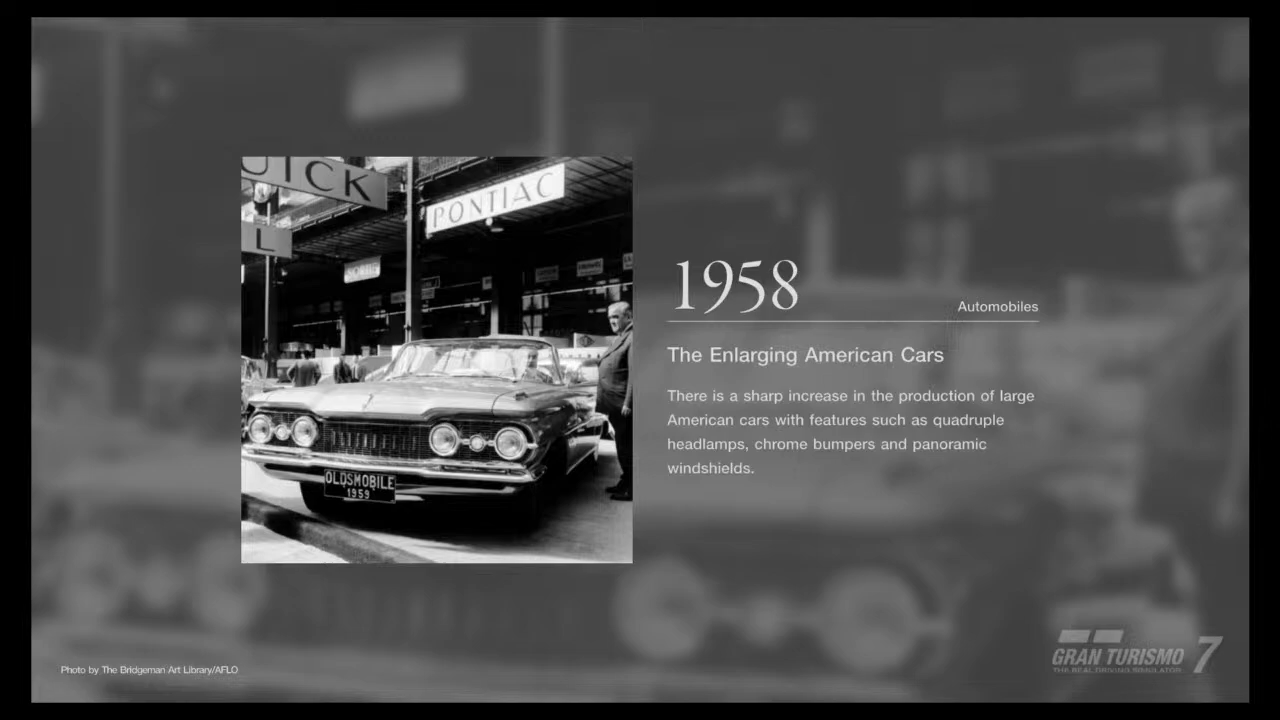 UICK
PONTIAC
L
OLDSMOBILE
1959
1958
Automobiles
The Enlarging American Cars
There is a sharp increase in the production of large
American cars with features such as quadruple
headlamps, chrome bumpers and panoramic
windshields.
Photo by The Bridgeman Art Library/AFLO
GRAN TURISMO 7
THE REAL DRIVING SIMULATOR